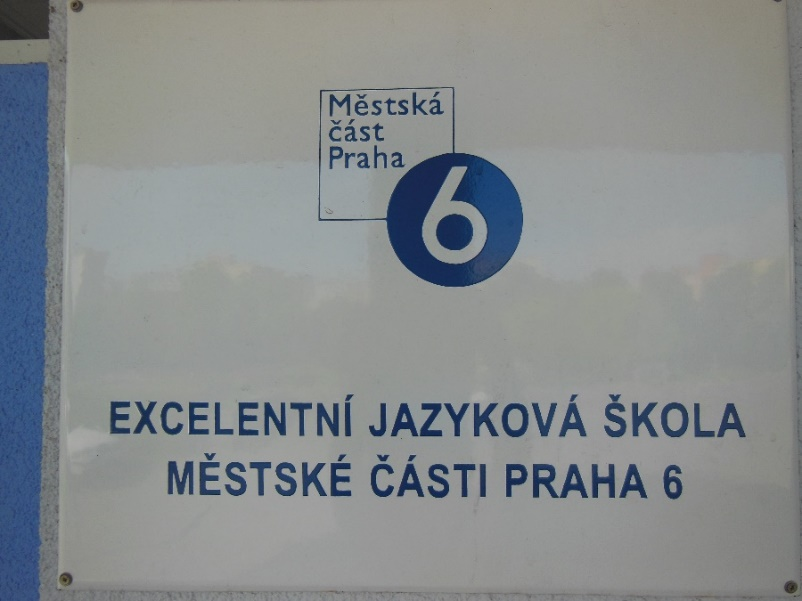 Městská
část
Praha
6
EXCELENTNÍ JAZYKOVÁ ŠKOLA
MĚSTSKÉ ČÁSTI PRAHA 6